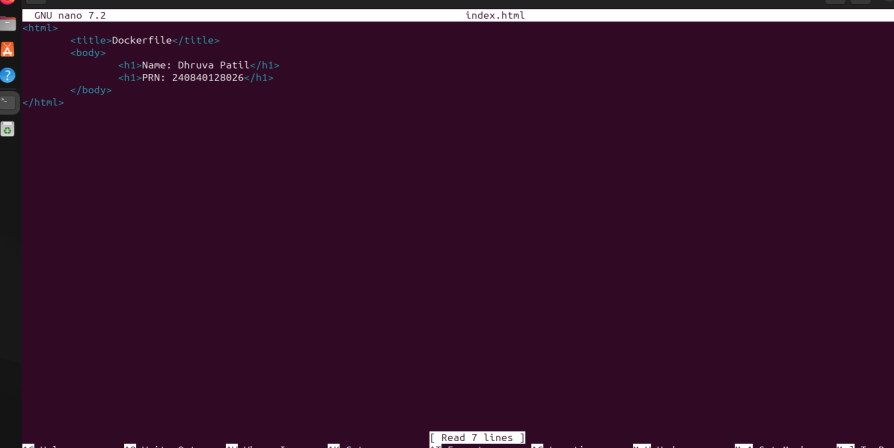 GNU nano 7.2 index.html
<html>
<title>Dockerfile</title>
<body>
<h1>Name: Dhruva Patil</h1>
<h1>PRN: 240840128026</h1>
</body>
</html>
[ Read 7 lines ]